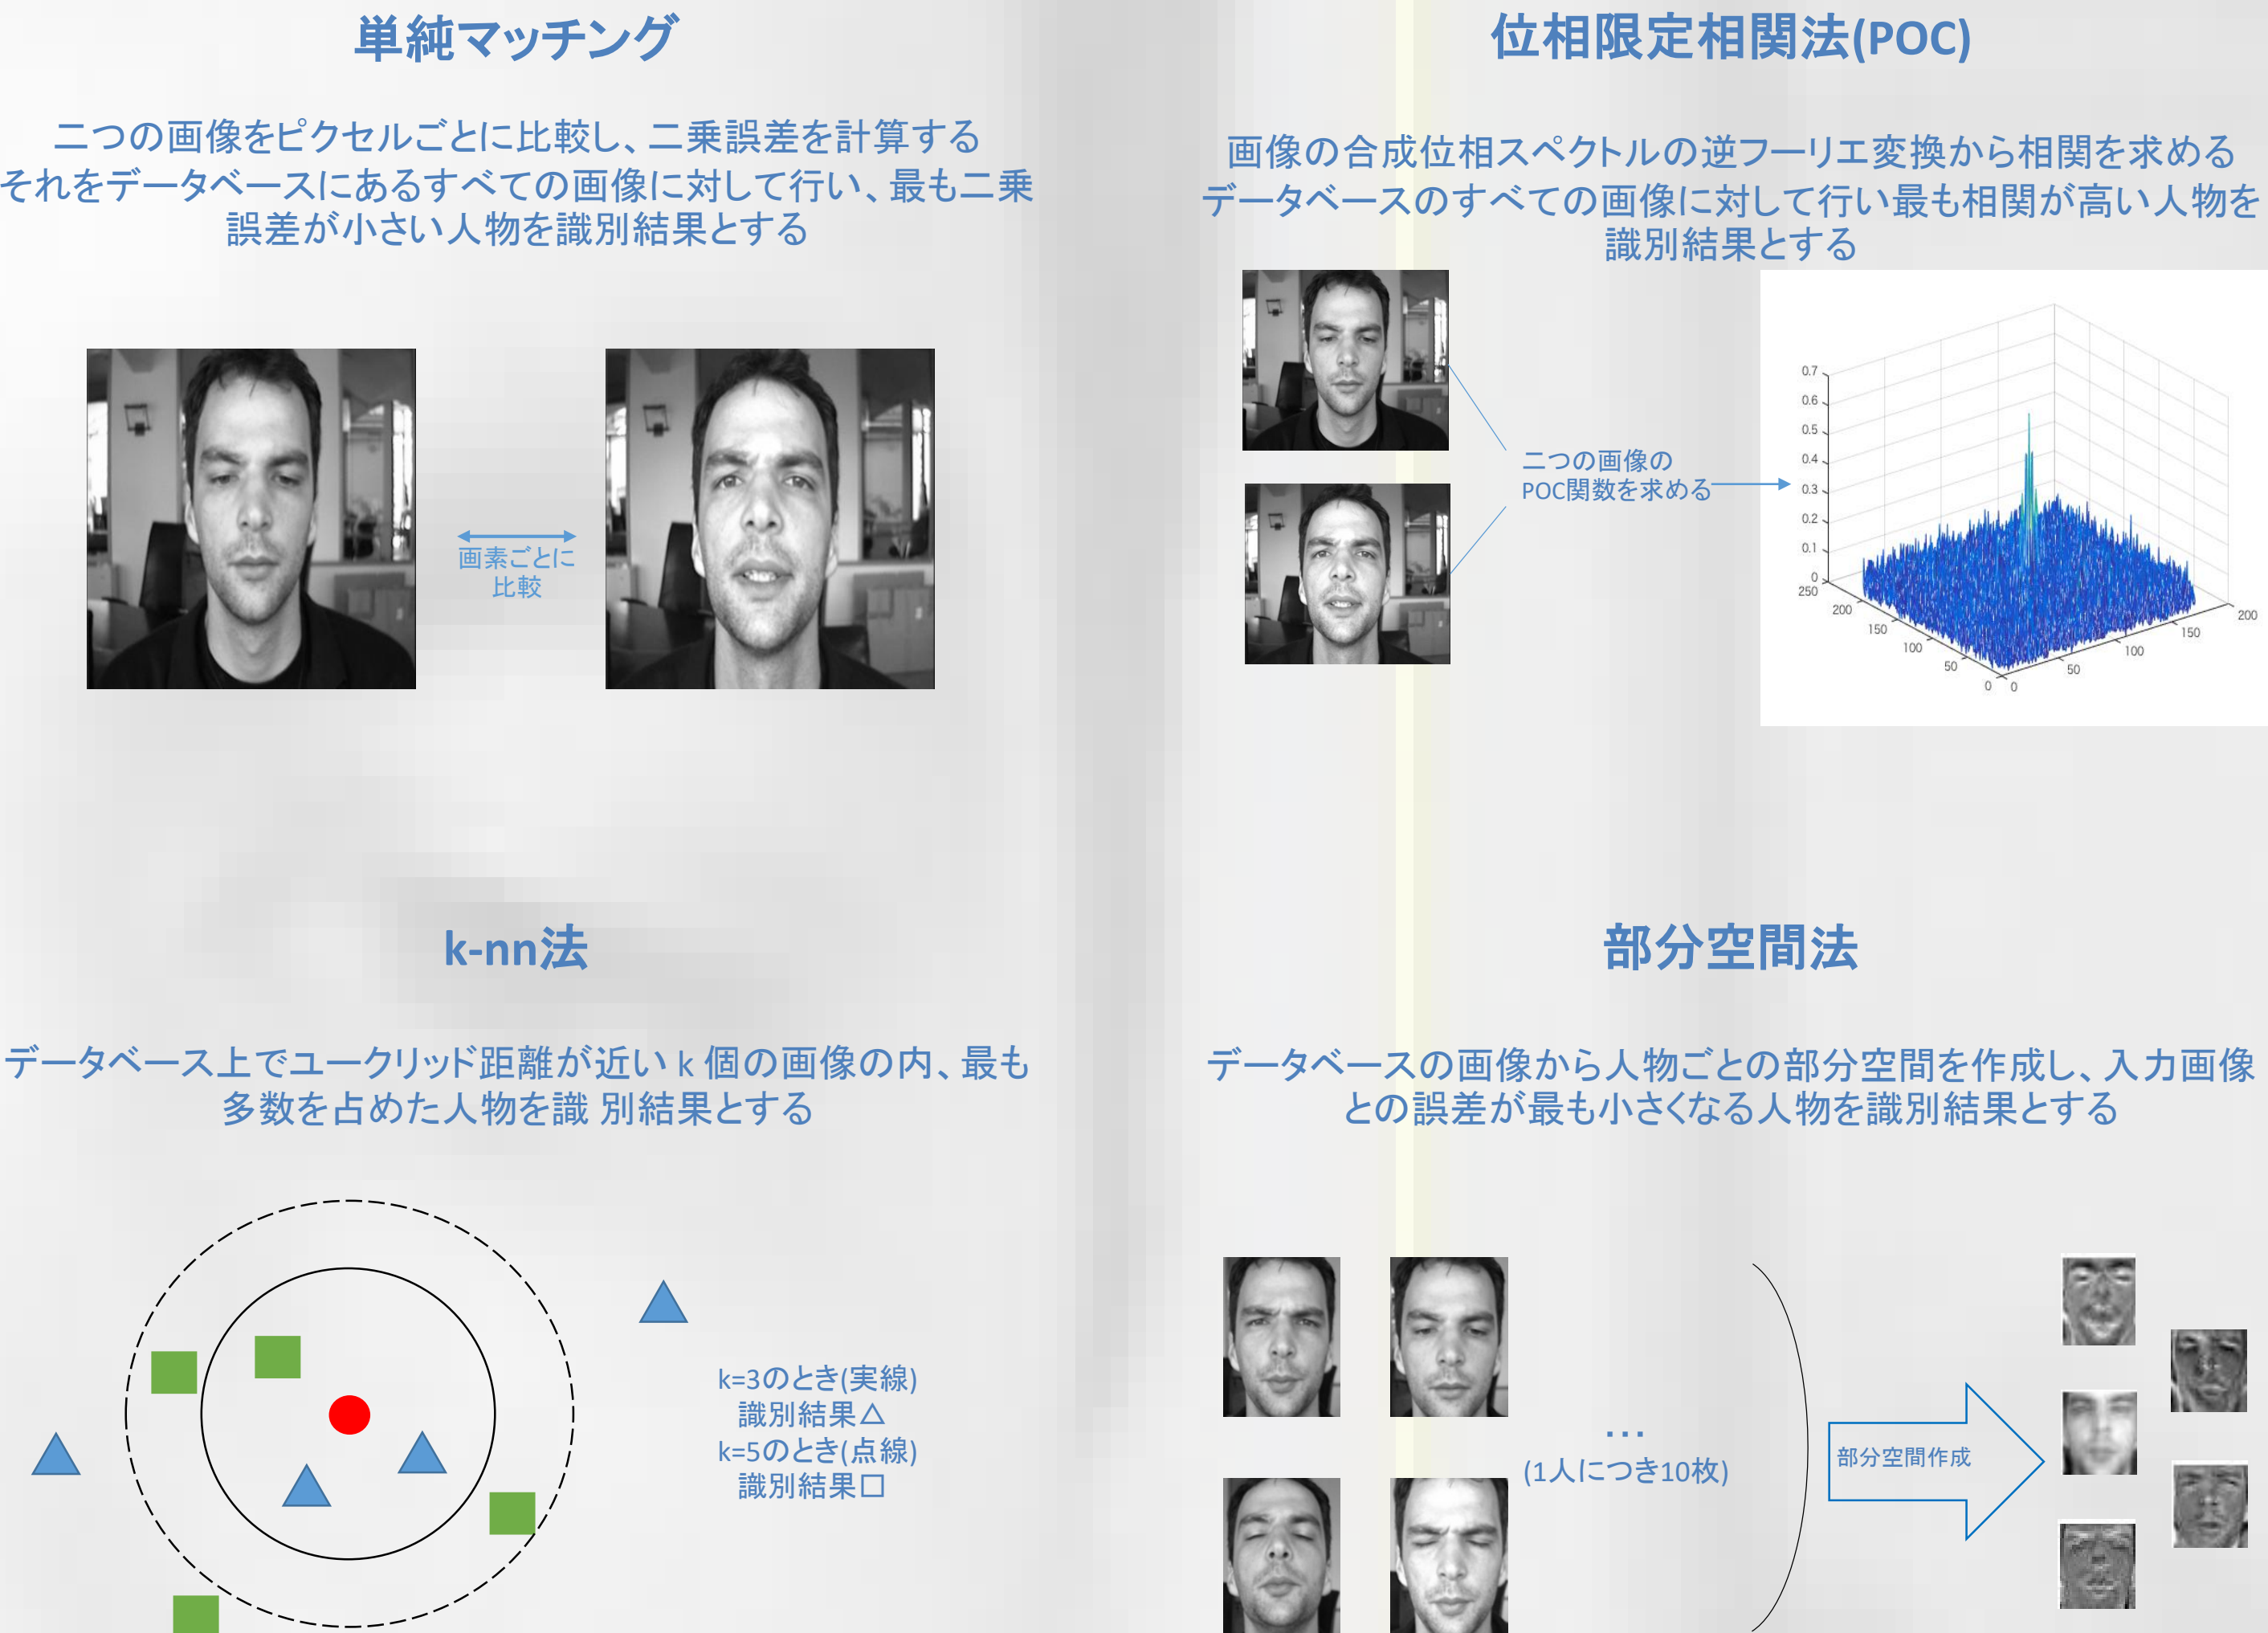 単純マッチング
二つの画像をピクセルごとに比較し、二乗誤差を計算する
それをデータベースにあるすべての画像に対して行い、最も二乗
誤差が小さい人物を識別結果とする
画素ごとに
比較
位相限定相関法(POC)
画像の合成位相スペクトルの逆フーリエ変換から相関を求める
データベースのすべての画像に対して行い最も相関が高い人物を
識別結果とする
二つの画像の
POC関数を求める
0.7
0.6
0.5
0.4
0.3
0.2
0.1
0
250
200
150
100
50
0
0
50
100
150
200
k-nn法
データベース上でユークリッド距離が近い k 個の画像の内、最も
多数を占めた人物を識 別結果とする
k=3のとき(実線)
識別結果△
k=5のとき(点線)
識別結果□
部分空間法
データベースの画像から人物ごとの部分空間を作成し、入力画像
との誤差が最も小さくなる人物を識別結果とする
…
(1人につき10枚)
部分空間作成